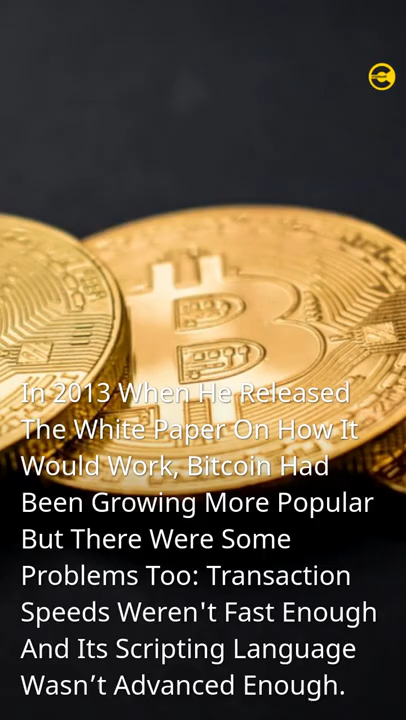 In 2013 When He Released
The White Paper On How It
Would Work, Bitcoin Had
Been Growing More Popular
But There Were Some
Problems Too: Transaction
Speeds Weren't Fast Enough
And Its Scripting Language
Wasn’t Advanced Enough.